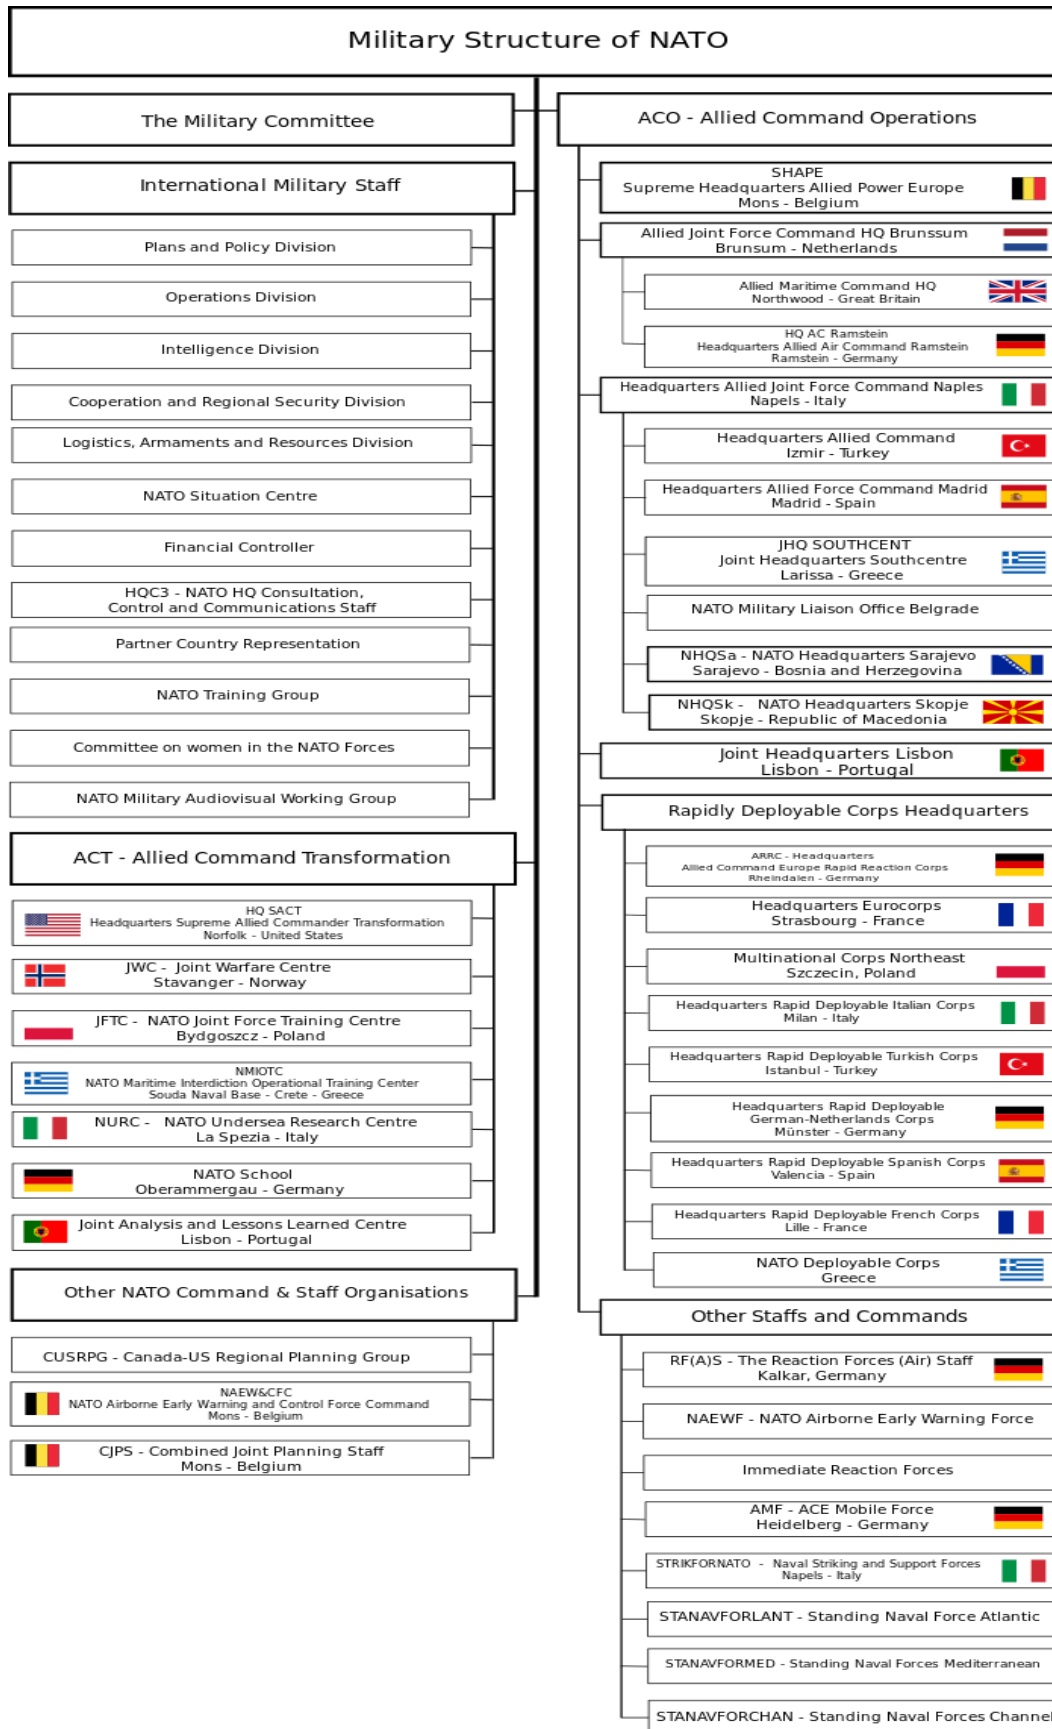 Military Structure of NATO
The Military Committee
International Military Staff
Plans and Policy Division
Operations Division
Intelligence Division
Cooperation and Regional Security Division
Logistics, Armaments and Resources Division
NATO Situation Centre
Financial Controller
HQC3 - NATO HQ Consultation,
Control and Communications Staff
Partner Country Representation
NATO Training Group
Committee on women in the NATO Forces
NATO Military Audiovisual Working Group
ACT - Allied Command Transformation
HQ SACT
Headquarters Supreme Allied Commander Transformation
Norfolk - United States
JWC - Joint Warfare Centre
Stavanger - Norway
JFTC - NATO Joint Force Training Centre
Bydgoszcz - Poland
NMIOTC
NATO Maritime Interdiction Operational Training Center
Souda Naval Base - Crete - Greece
NURC - NATO Undersea Research Centre
La Spezia - Italy
NATO School
Oberammergau - Germany
Joint Analysis and Lessons Learned Centre
Lisbon - Portugal
Other NATO Command & Staff Organisations
CUSRPG - Canada-US Regional Planning Group
NAEW&CFC
NATO Airborne Early Warning and Control Force Command
Mons - Belgium
CJPS - Combined Joint Planning Staff
Mons - Belgium
ACO - Allied Command Operations
SHAPE
Supreme Headquarters Allied Power Europe
Mons - Belgium
Allied Joint Force Command HQ Brunssum
Brunsum - Netherlands
Allied Maritime Command HQ
Northwood - Great Britain
HQ AC Ramstein
Headquarters Allied Air Command Ramstein
Ramstein - Germany
Headquarters Allied Joint Force Command Naples
Napels - Italy
Headquarters Allied Command
Izmir - Turkey
Headquarters Allied Force Command Madrid
Madrid - Spain
JHQ SOUTHCENT
Joint Headquarters Southcentre
Larissa - Greece
NATO Military Liaison Office Belgrade
NHQSa - NATO Headquarters Sarajevo
Sarajevo - Bosnia and Herzegovina
NHQSk - NATO Headquarters Skopje
Skopje - Republic of Macedonia
Joint Headquarters Lisbon
Lisbon - Portugal
Rapidly Deployable Corps Headquarters
ARRC - Headquarters
Allied Command Europe Rapid Reaction Corps
Rheindalen - Germany
Headquarters Eurocorps
Strasbourg - France
Multinational Corps Northeast
Szczecin, Poland
Headquarters Rapid Deployable Italian Corps
Milan - Italy
Headquarters Rapid Deployable Turkish Corps
Istanbul - Turkey
Headquarters Rapid Deployable
German-Netherlands Corps
Münster - Germany
Headquarters Rapid Deployable Spanish Corps
Valencia - Spain
Headquarters Rapid Deployable French Corps
Lille - France
NATO Deployable Corps
Greece
Other Staffs and Commands
RF(A)S - The Reaction Forces (Air) Staff
Kalkar, Germany
NAEWF - NATO Airborne Early Warning Force
Immediate Reaction Forces
AMF - ACE Mobile Force
Heidelberg - Germany
STRIKFORNATO - Naval Striking and Support Forces
Napels - Italy
STANAVFORLANT - Standing Naval Force Atlantic
STANAVFORMED - Standing Naval Forces Mediterranean
STANAVFORCHAN - Standing Naval Forces Channel